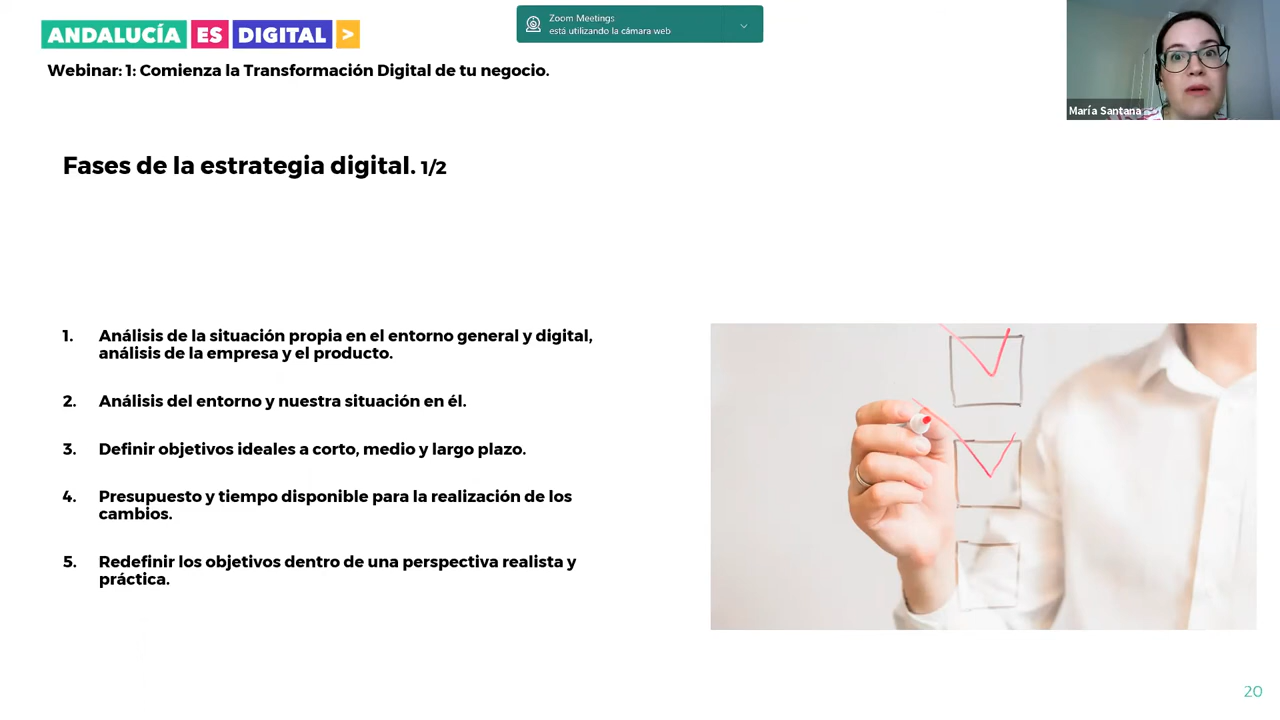 ANDALUCÍA ES DIGITAL >
Zoom Meetings
está utilizando la cámara web
Webinar: 1: Comienza la Transformación Digital de tu negocio.
María Santana
Fases de la estrategia digital. 1/2
1. Análisis de la situación propia en el entorno general y digital,
análisis de la empresa y el producto.
2. Análisis del entorno y nuestra situación en él.
3. Definir objetivos ideales a corto, medio y largo plazo.
4. Presupuesto y tiempo disponible para la realización de los
cambios.
5. Redefinir los objetivos dentro de una perspectiva realista y
práctica.
20